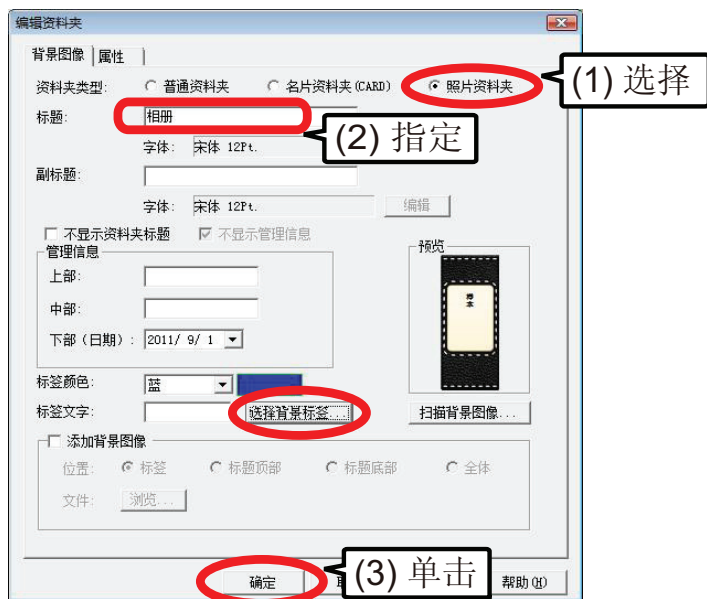 编辑资料夹
背景图像 属性
资料夹类型: 普通资料夹 名片资料夹(CARD) 照片资料夹
(1) 选择
标题: 相册
(2) 指定
字体: 宋体 12Pt.
副标题:
字体: 宋体 12Pt. 编辑
不显示资料夹标题 不显示管理信息
管理信息
预览
上部:
中部:
下部(日期): 2011/ 9/ 1
样本
标签颜色: 蓝
标签文字: 选择背景标签... 扫描背景图像...
添加背景图像
位置: 标签 标题顶部 标题底部 全体
文件: 浏览...
确定
(3) 单击
帮助(H)